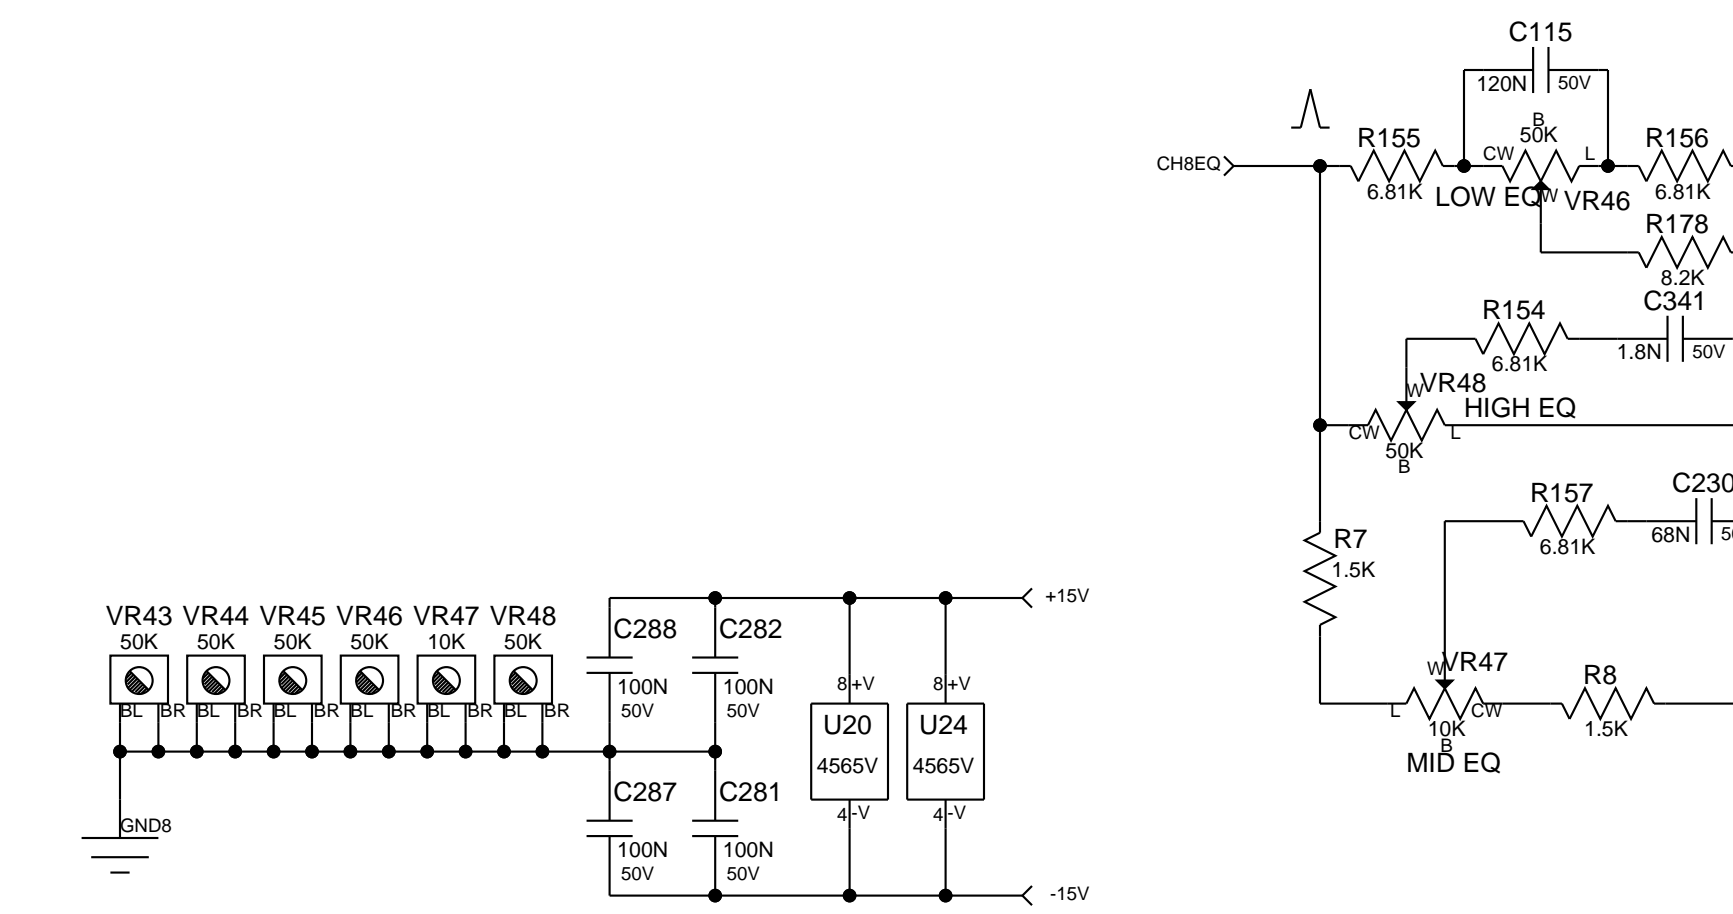 C115
120N 50V
B
50K
R155 CW L R156
CH8EQ
6.81K LOW EQ W VR46 6.81K
R178
8.2K
R154 C341
6.81K 1.8N 50V
W VR48
HIGH EQ
CW L
50K
B
R157 C230
6.81K 68N
R7
1.5K
W VR47 R8
L CW
10K 1.5K
B
MID EQ
VR43 VR44 VR45 VR46 VR47 VR48
50K 50K 50K 50K 10K 50K
BL BR BL BR BL BR BL BR BL BR BL BR
GND8
+15V
C288 C282
100N 100N
50V 50V
8 +V 8 +V
U20 U24
4565V 4565V
4 -V 4 -V
C287 C281
100N 100N
50V 50V
-15V